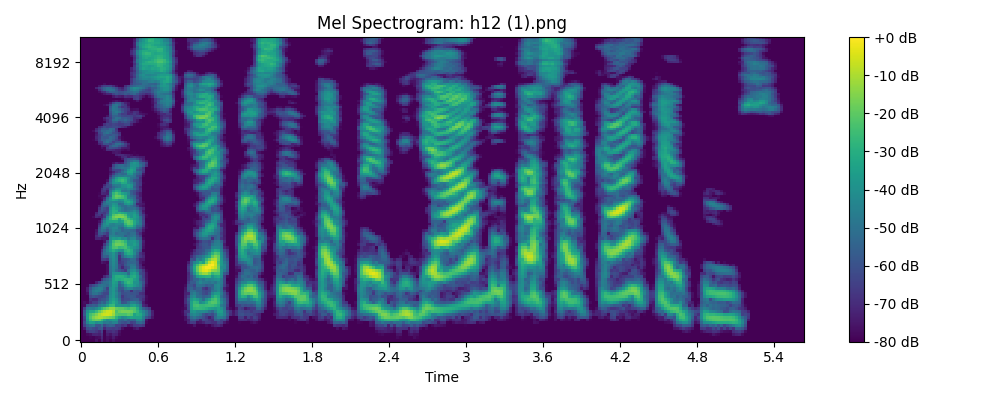 Mel Spectrogram: h12 (1).png
Hz
8192
4096
2048
1024
512
0
0 0.6 1.2 1.8 2.4 3 3.6 4.2 4.8 5.4
Time
+0 dB
-10 dB
-20 dB
-30 dB
-40 dB
-50 dB
-60 dB
-70 dB
-80 dB